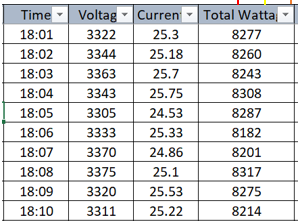 Time Voltag Curren Total Watta
18:01 3322 25.3 8277
18:02 3344 25.18 8260
18:03 3363 25.7 8243
18:04 3343 25.75 8308
18:05 3305 24.53 8287
18:06 3333 25.33 8182
18:07 3370 24.86 8201
18:08 3375 25.1 8317
18:09 3320 25.53 8275
18:10 3311 25.22 8214